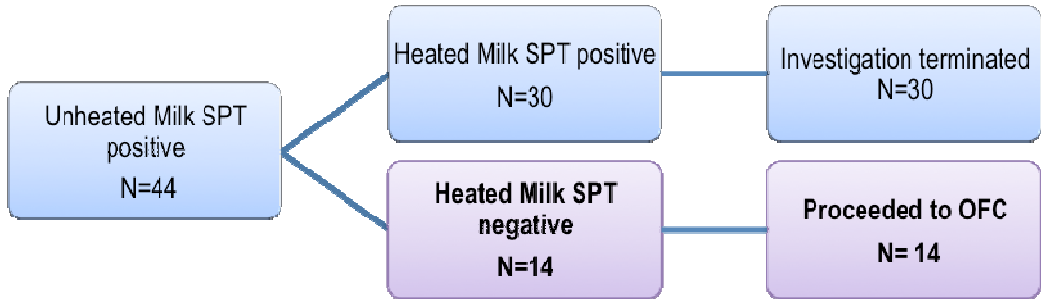 Unheated Milk SPT
positive
N=44
Heated Milk SPT positive
N=30
Investigation terminated
N=30
Heated Milk SPT
negative
N=14
Proceeded to OFC
N= 14